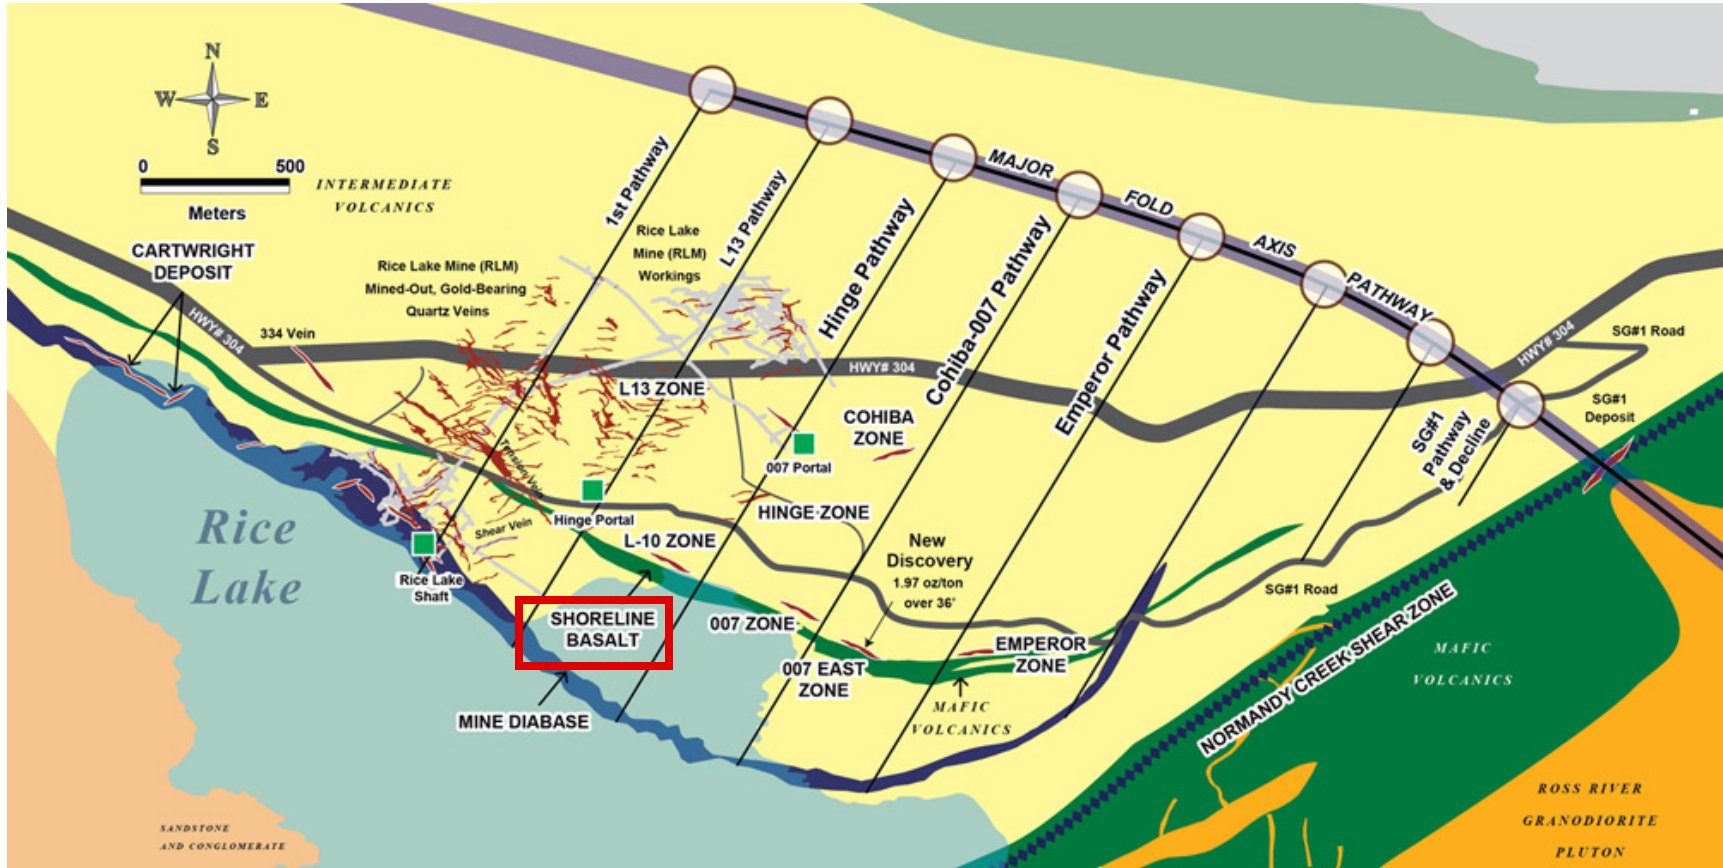 N
W
E
S
0
500
Meters
INTERMEDIATE
VOLCANICS
CARTWRIGHT
DEPOSIT
HWY# 304
334 Vein
Rice Lake Mine (RLM)
Mined-Out, Gold-Bearing
Quartz Veins
1st Pathway
Rice Lake
Mine (RLM)
Workings
L13 Pathway
Hinge Pathway
Cohiba-007 Pathway
Emperor Pathway
MAJOR
FOLD
AXIS
PATHWAY
HWY# 304
SG#1 Road
SG#1
Deposit
SG#1
Pathway
& Decline
HWY# 304
L13 ZONE
COHIBA
ZONE
007 Portal
Tension Vein
HINGE ZONE
Hinge Portal
Shear Vein
L-10 ZONE
New
Discovery
1.97 oz/ton
over 36'
Rice Lake
Shaft
Rice
Lake
SHORELINE
BASALT
007 ZONE
007 EAST
ZONE
EMPEROR
ZONE
SG#1 Road
MINE DIABASE
MAFIC
VOLCANICS
NORMANDY CREEK SHEAR ZONE
MAFIC
VOLCANICS
SANDSTONE
AND CONGLOMERATE
ROSS RIVER
GRANODIORITE
PLUTON